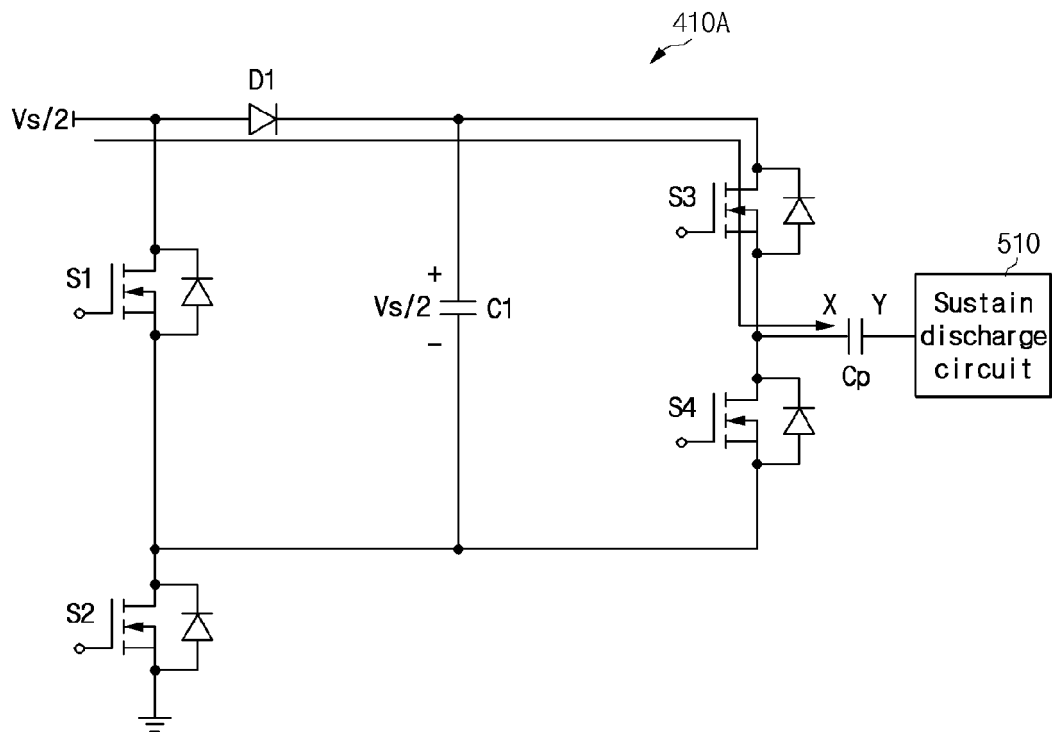 410A
D1
Vs/2
S3
510
S1
+
Vs/2
C1
−
X
Y
Sustain
discharge
circuit
Cp
S4
S2